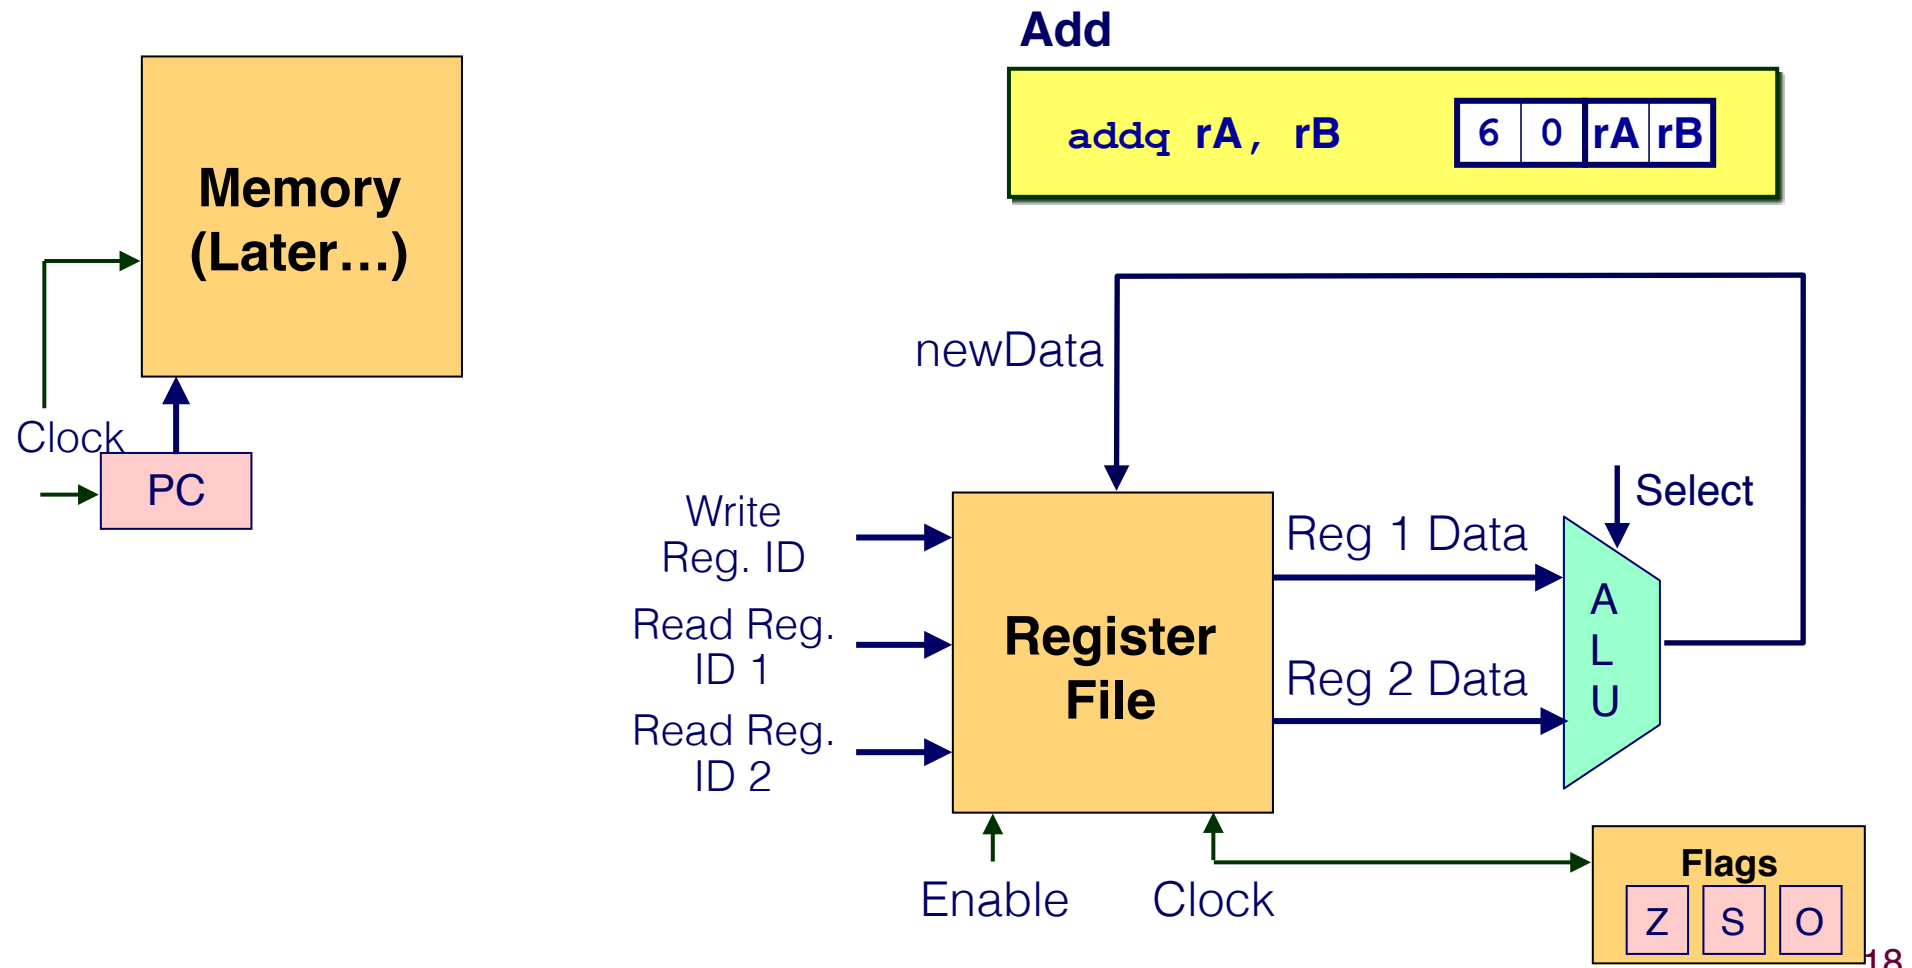 Add
addq rA, rB
6 0 rA rB
Memory
(Later…)
Clock
PC
newData
Write
Reg. ID
Read Reg.
ID 1
Read Reg.
ID 2
Register
File
Reg 1 Data
Reg 2 Data
Select
A
L
U
Enable
Clock
Flags
Z S O
18